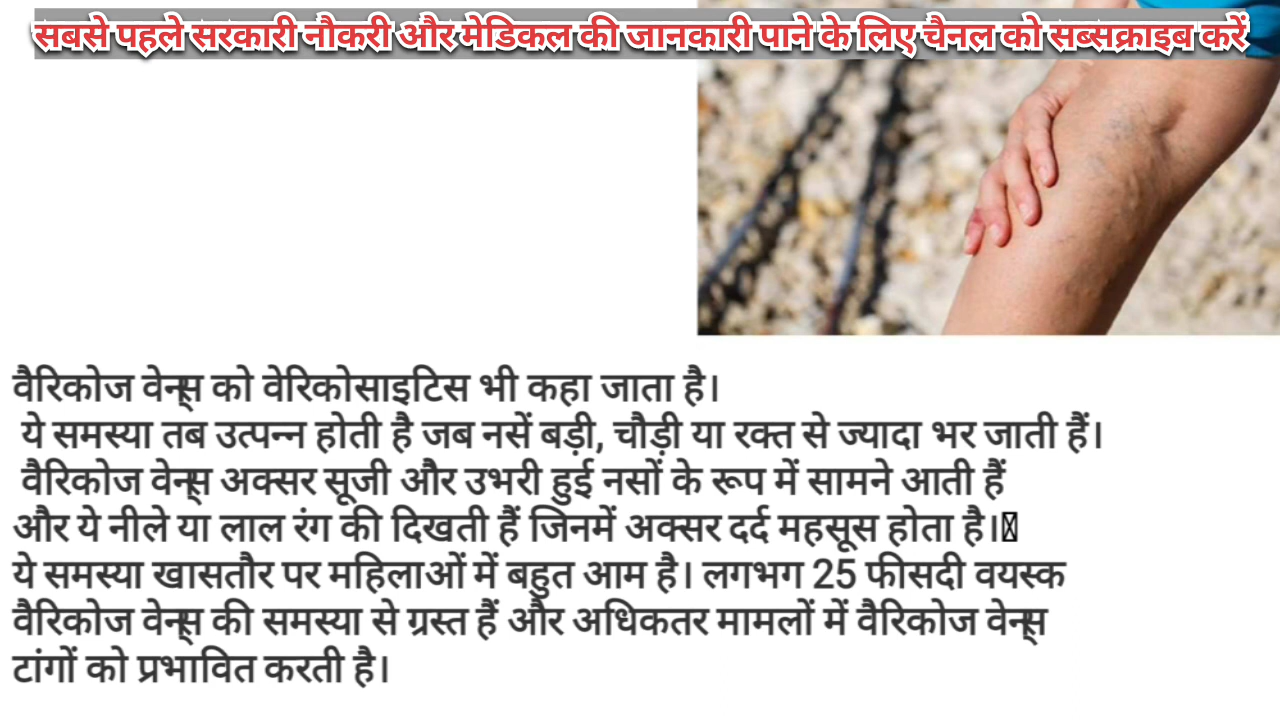 सबसे पहले सरकारी नौकरी और मेडिकल की जानकारी पाने के लिए चैनल को सब्सक्राइब करें
वैरिकोज वेन्स् को वेरिकोसाइटिस भी कहा जाता है।
ये समस्या तब उत्पन्न होती है जब नसें बड़ी, चौड़ी या रक्त से ज्यादा भर जाती हैं।
वैरिकोज वेन्स् अक्सर सूजी और उभरी हुई नसों के रूप में सामने आती हैं
और ये नीले या लाल रंग की दिखती हैं जिनमें अक्सर दर्द महसूस होता है।
ये समस्या खासतौर पर महिलाओं में बहुत आम है। लगभग 25 फीसदी वयस्क
वैरिकोज वेन्स् की समस्या से ग्रस्त हैं और अधिकतर मामलों में वैरिकोज वेन्स्
टांगों को प्रभावित करती है।